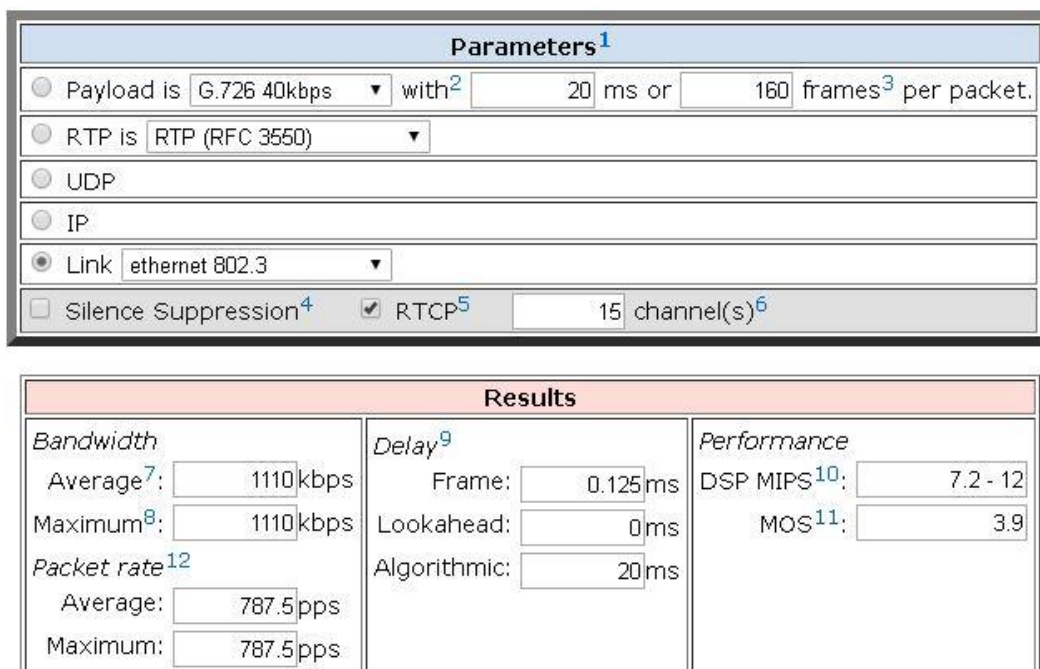 Parameters1
Payload is G.726 40kbps with2 20 ms or 160 frames3 per packet.
RTP is RTP (RFC 3550)
UDP
IP
Link ethernet 802.3
Silence Suppression4 RTCP5 15 channel(s)6
Results
Bandwidth
Average7: 1110 kbps
Maximum8: 1110 kbps
Packet rate12
Average: 787.5 pps
Maximum: 787.5 pps
Delay9
Frame: 0.125 ms
Lookahead: 0 ms
Algorithmic: 20 ms
Performance
DSP MIPS10: 7.2 - 12
MOS11: 3.9